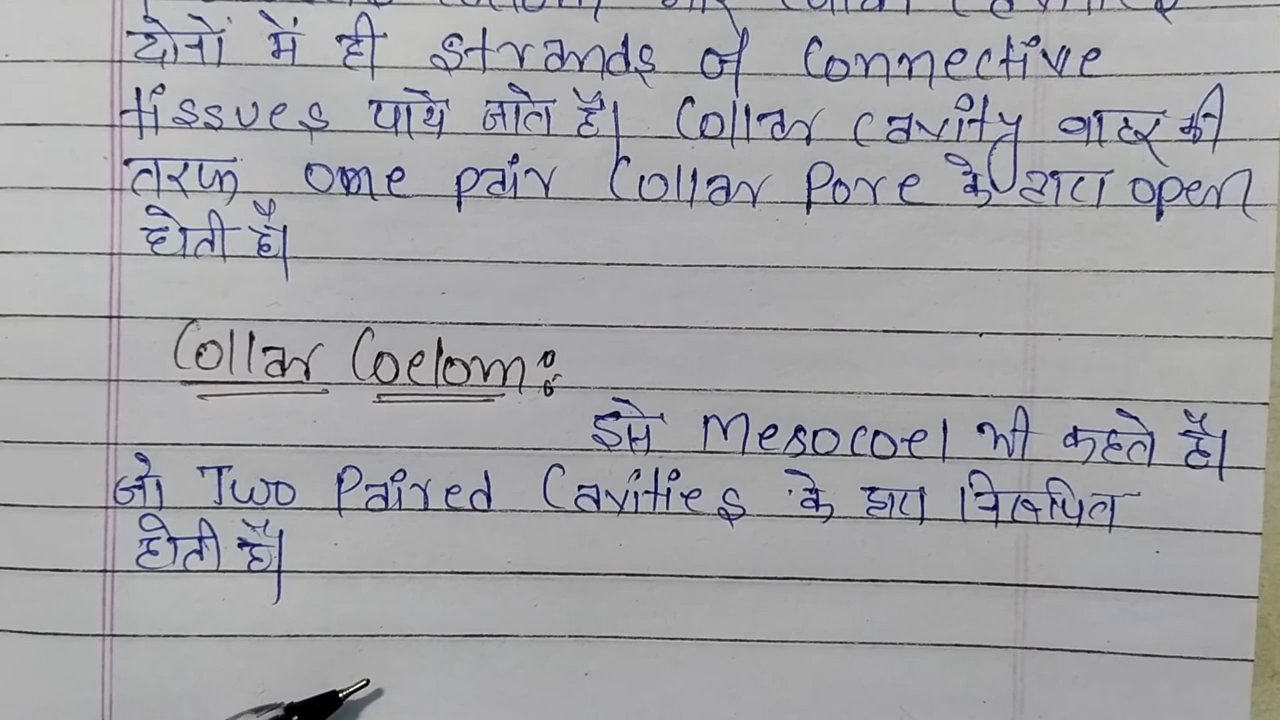 दोनों में ही strands of Connective
tissues पाये जाते है। Collar cavity बाहर की
तरफ one pair Collar Pore के द्वारा open
होती है।
Collar Coelom:
इसे Mesocoel भी कहते है।
जो Two Paired Cavities के द्वारा निरूपित
होती है।